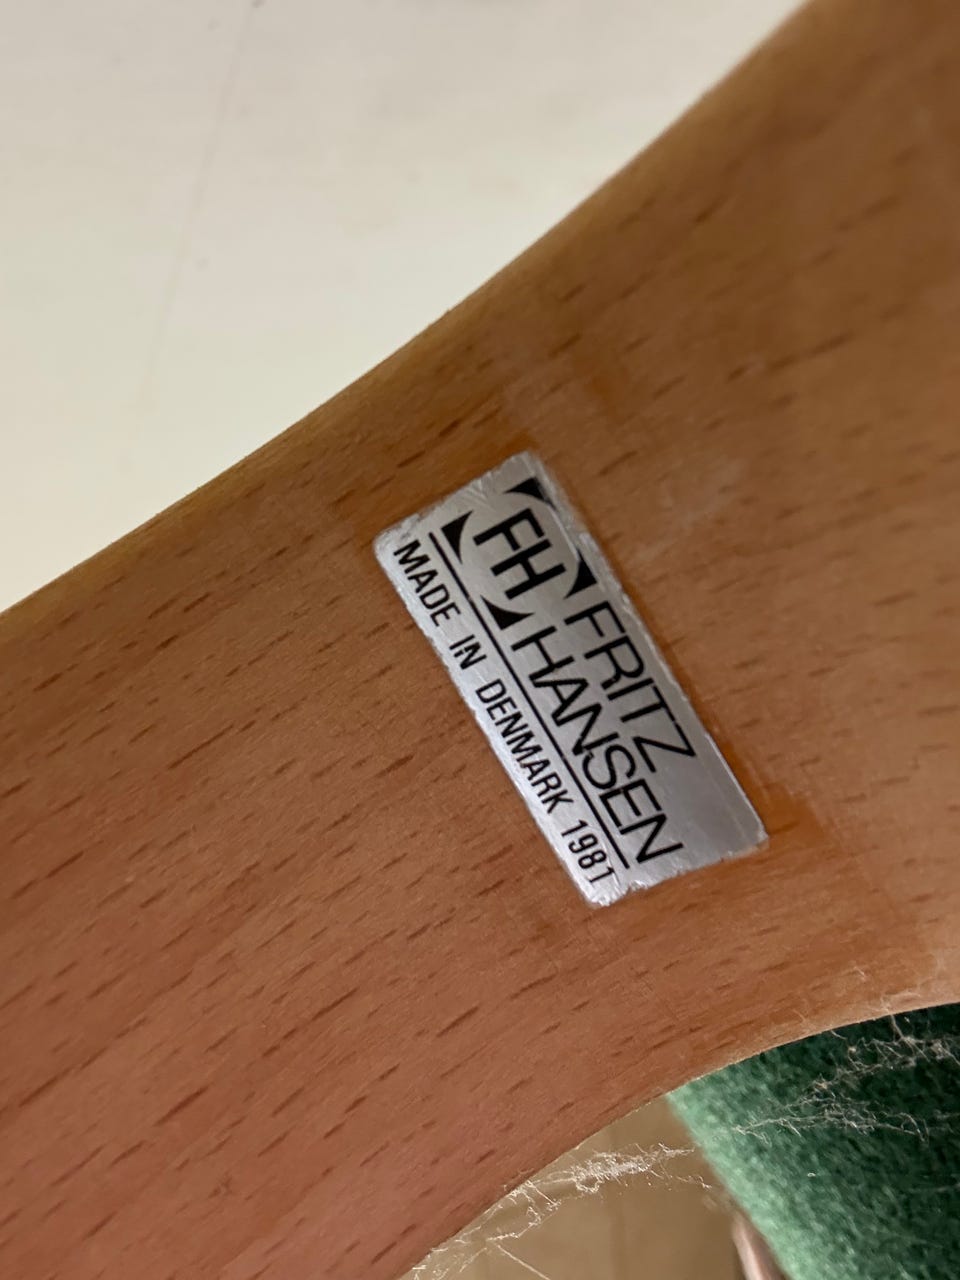 FH
FRITZ
HANSEN
MADE IN DENMARK 1981